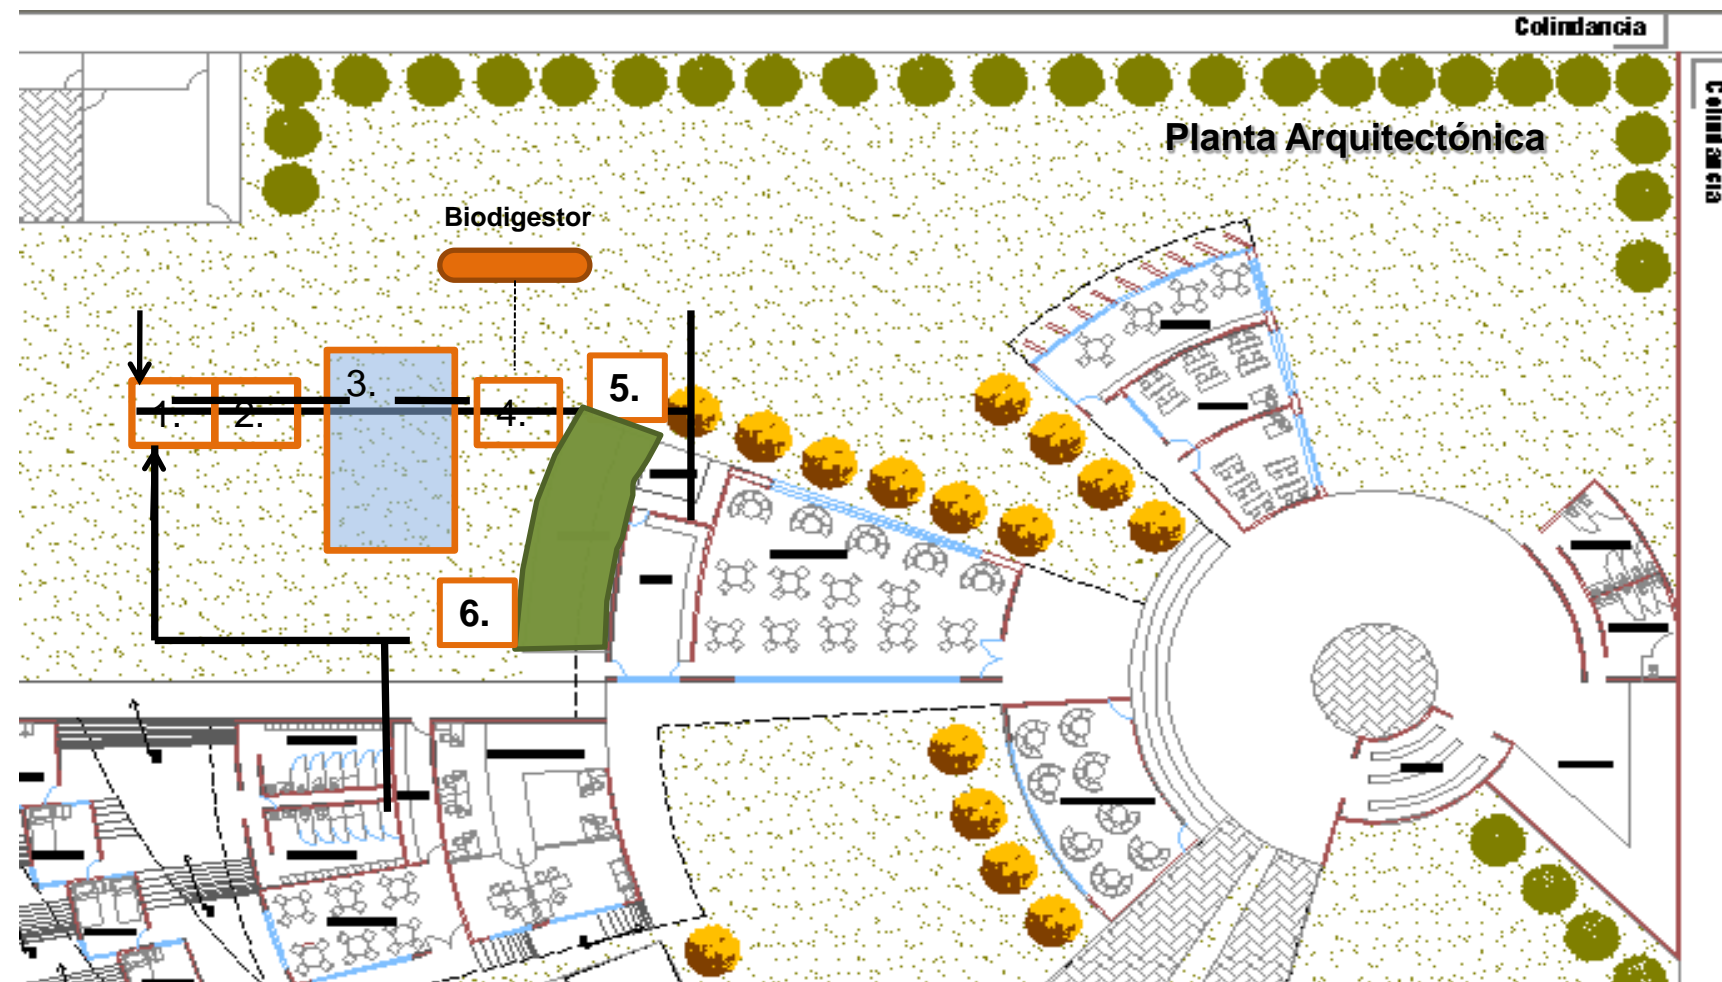 Colindancia
Colindancia
Planta Arquitectónica
Biodigestor
1.
2.
3.
4.
5.
6.